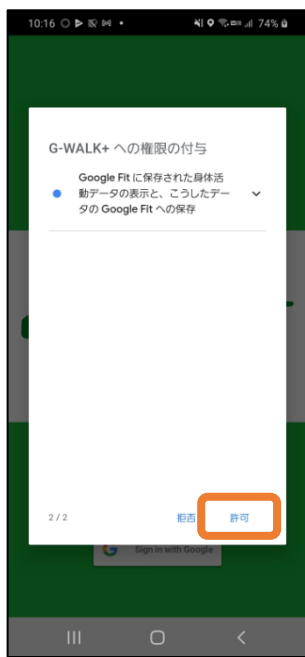 10:16
74%
G-WALK+ への権限の付与
Google Fit に保存された身体活
動データの表示と、こうしたデー
タの Google Fit への保存
2 / 2
拒否
許可
G Sign in with Google